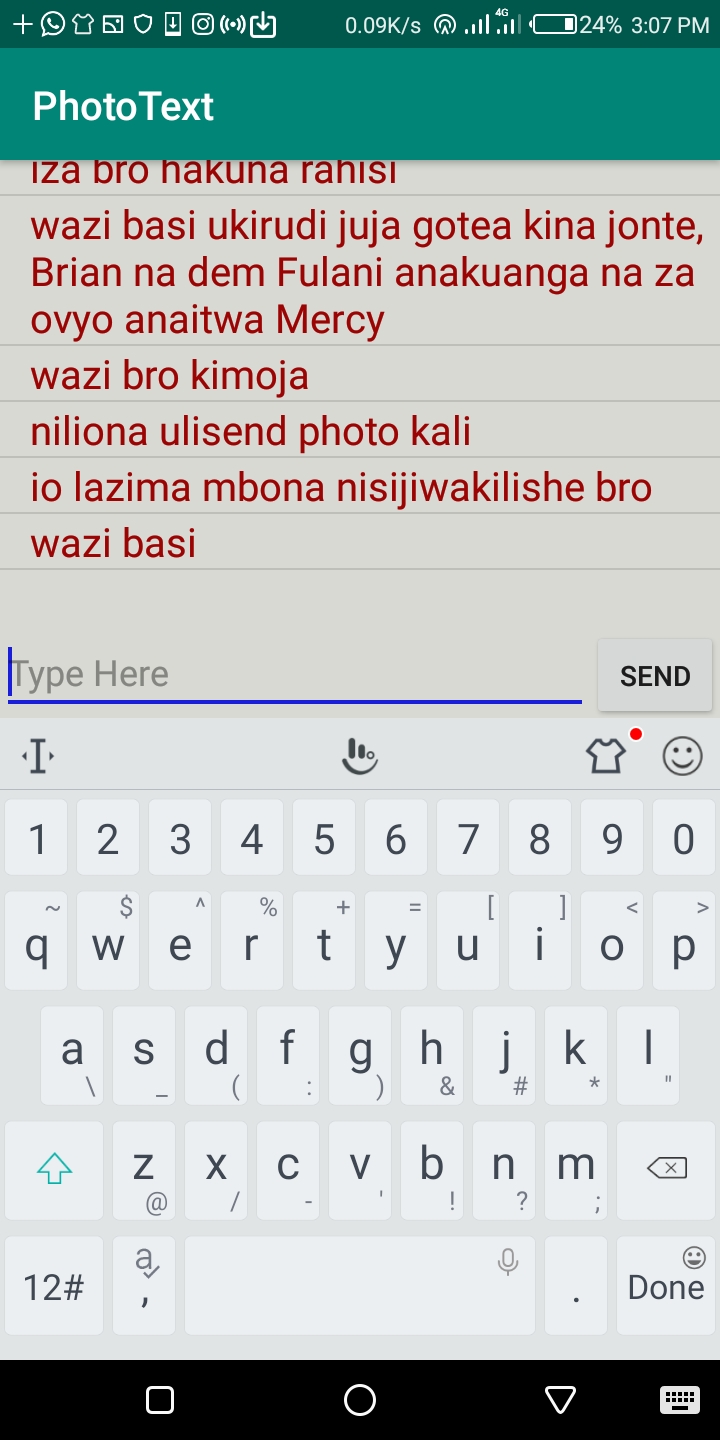 0.09K/s 4G 24% 3:07 PM
PhotoText
iza bro hakuna rahisi
wazi basi ukirudi juja gotea kina jonte,
Brian na dem Fulani anakuanga na za
ovyo anaitwa Mercy
wazi bro kimoja
niliona ulisend photo kali
io lazima mbona nisijiwakilishe bro
wazi basi
Type Here
SEND
1 2 3 4 5 6 7 8 9 0
~ $ ^ % + = [ ] < >
q w e r t y u i o p
a s d f g h j k l
\ _ ( : ) & # * "
z x c v b n m
@ / - ' ! ? ;
12# a , . Done